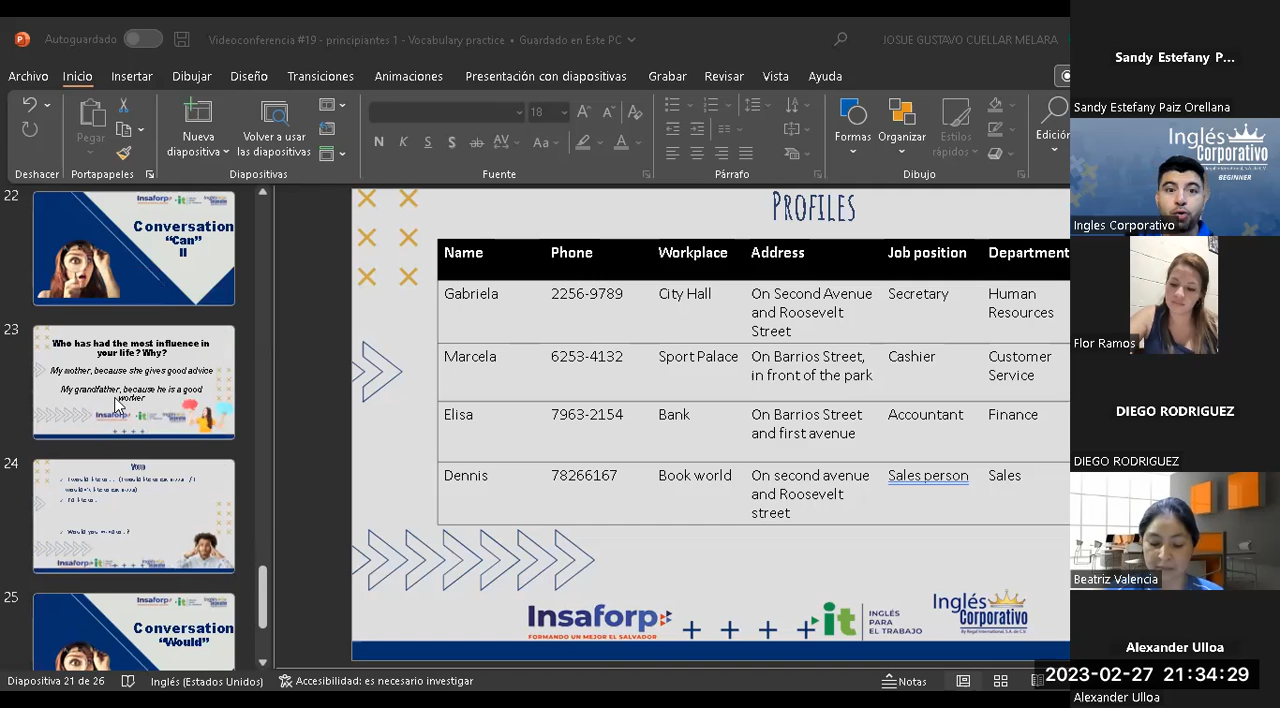 Autoguardado
Videoconferencia #19 - principiantes 1 - Vocabulary practice • Guardado en Este PC
JOSUE GUSTAVO CUELLAR MELARA
Archivo Inicio Insertar Dibujar Diseño Transiciones Animaciones Presentación con diapositivas Grabar Revisar Vista Ayuda
Pegar
Nueva diapositiva
Volver a usar las diapositivas
18
N K S S ab AV Aa A
Formas
Organizar
Estilos rápidos
Edición
Deshacer Portapapeles Diapositivas Fuente Párrafo Dibujo
22
Conversation
“Can”
II
23
Who has had the most influence in
your life? Why?
My mother, because she gives good advice
My grandfather, because he is a good
worker
24
25
Conversation
“Would”
PROFILES
Name Phone Workplace Address Job position Department
Gabriela 2256-9789 City Hall On Second Avenue and Roosevelt Street Secretary Human Resources
Marcela 6253-4132 Sport Palace On Barrios Street, in front of the park Cashier Customer Service
Elisa 7963-2154 Bank On Barrios Street and first avenue Accountant Finance
Dennis 78266167 Book world On second avenue and Roosevelt street Sales person Sales
Insaforp
FORMANDO UN MEJOR EL SALVADOR
it
INGLÉS
PARA
EL TRABAJO
Inglés
Corporativo
By Regal International, S.A. de C.V.
Diapositiva 21 de 26 Inglés (Estados Unidos) Accesibilidad: es necesario investigar Notas
Sandy Estefany P...
Sandy Estefany Paiz Orellana
Inglés
Corporativo
BEGINNER
Ingles Corporativo
Flor Ramos
DIEGO RODRIGUEZ
DIEGO RODRIGUEZ
Beatriz Valencia
Alexander Ulloa
2023-02-27 21:34:29
Alexander Ulloa